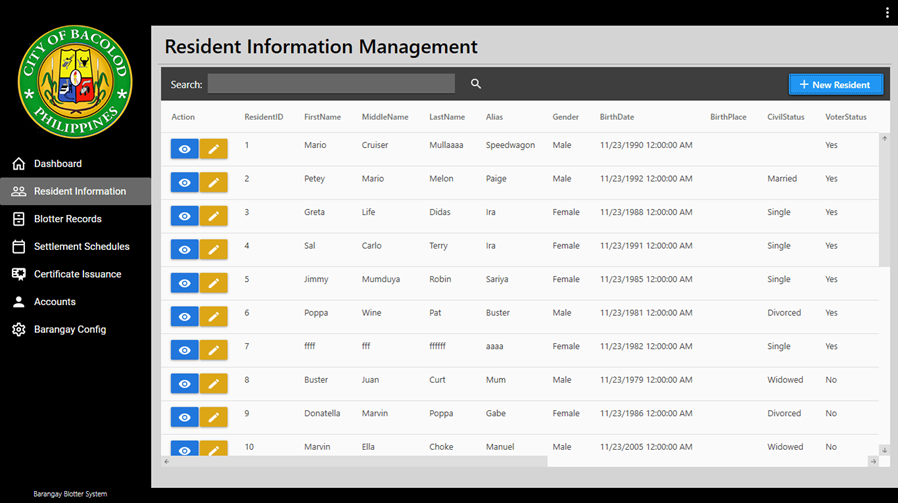 CITY OF BACOLOD
PHILIPPINES
Dashboard
Resident Information
Blotter Records
Settlement Schedules
Certificate Issuance
Accounts
Barangay Config
Barangay Blotter System
Resident Information Management
Search:
+ New Resident
Action ResidentID FirstName MiddleName LastName Alias Gender BirthDate BirthPlace CivilStatus VoterStatus
1 Mario Cruiser Mullaaaa Speedwagon Male 11/23/1990 12:00:00 AM Yes
2 Petey Mario Melon Paige Male 11/23/1992 12:00:00 AM Married Yes
3 Greta Life Didas Ira Female 11/23/1988 12:00:00 AM Single Yes
4 Sal Carlo Terry Ira Female 11/23/1991 12:00:00 AM Single Yes
5 Jimmy Mumduya Robin Sariya Female 11/23/1985 12:00:00 AM Single Yes
6 Poppa Wine Pat Buster Male 11/23/1981 12:00:00 AM Divorced Yes
7 ffff fff ffffff aaaa Female 11/23/1982 12:00:00 AM Single Yes
8 Buster Juan Curt Mum Male 11/23/1979 12:00:00 AM Widowed No
9 Donatella Marvin Poppa Gabe Female 11/23/1986 12:00:00 AM Divorced No
10 Marvin Ella Choke Manuel Male 11/23/2005 12:00:00 AM Widowed No